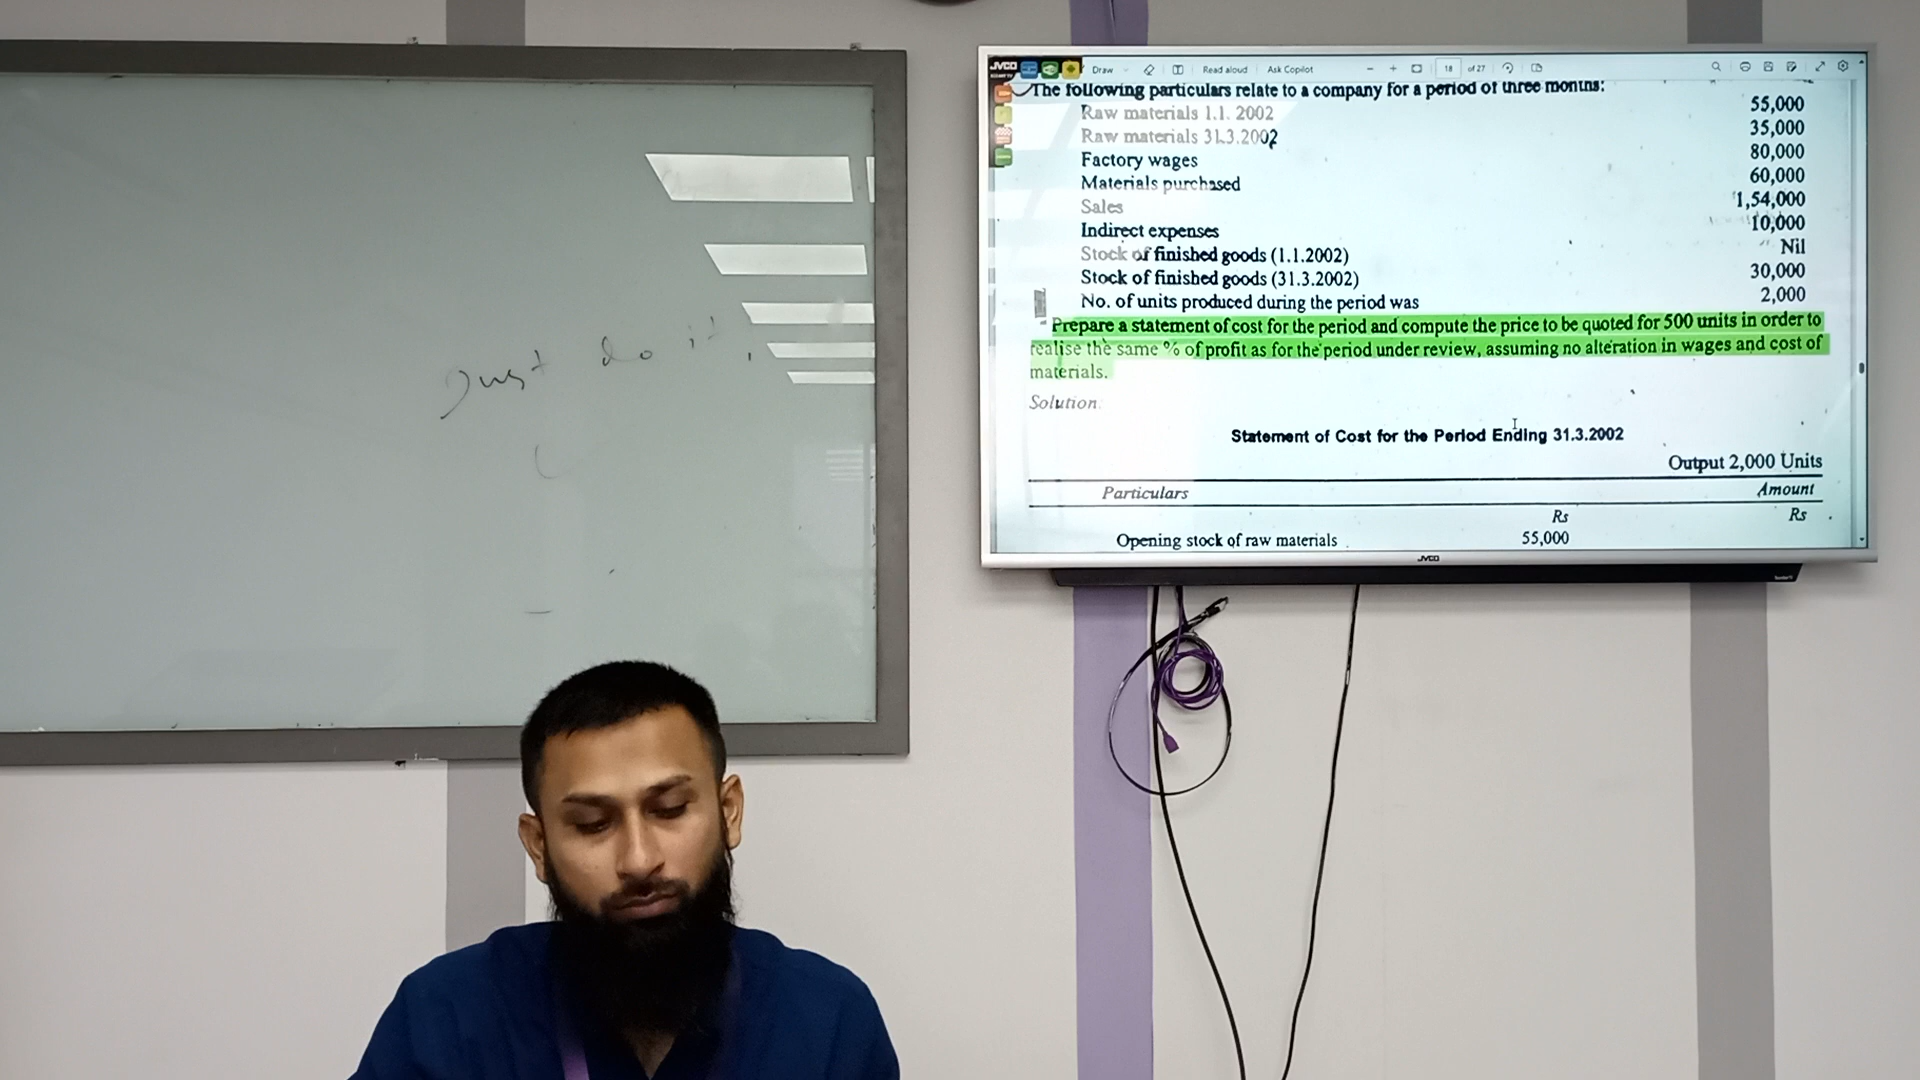 Just do it.
JVCO
Draw
Read aloud
Ask Copilot
18 of 27
The following particulars relate to a company for a period of three months:
Raw materials 1.1. 2002 55,000
Raw materials 31.3.2002 35,000
Factory wages 80,000
Materials purchased 60,000
Sales 1,54,000
Indirect expenses 10,000
Stock of finished goods (1.1.2002) Nil
Stock of finished goods (31.3.2002) 30,000
No. of units produced during the period was 2,000
Prepare a statement of cost for the period and compute the price to be quoted for 500 units in order to
realise the same % of profit as for the period under review, assuming no alteration in wages and cost of
materials.
Solution:
Statement of Cost for the Period Ending 31.3.2002
Output 2,000 Units
Particulars Amount
Rs Rs
Opening stock of raw materials 55,000
JVCO